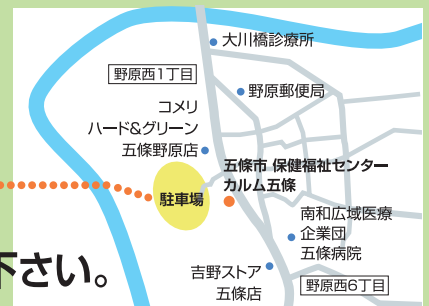 大川橋診療所
野原西1丁目
野原郵便局
コメリ
ハード&グリーン
五條野原店
五條市 保健福祉センター
カルム五條
駐車場
南和広域医療
企業団
五條病院
下さい。
吉野ストア
五條店
野原西6丁目